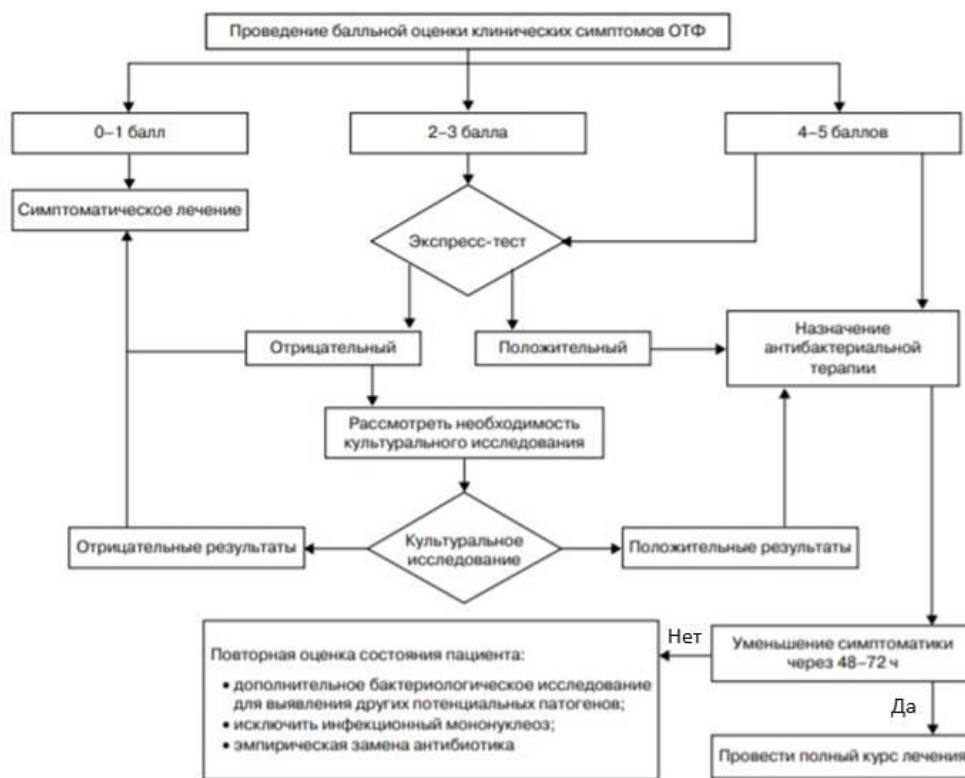 Проведение балльной оценки клинических симптомов ОТФ
0–1 балл
2–3 балла
4–5 баллов
Симптоматическое лечение
Экспресс-тест
Отрицательный
Положительный
Назначение
антибактериальной
терапии
Рассмотреть необходимость
культурального исследования
Отрицательные результаты
Культуральное
исследование
Положительные результаты
Повторная оценка состояния пациента:
• дополнительное бактериологическое исследование
для выявления других потенциальных патогенов;
• исключить инфекционный мононуклеоз;
• эмпирическая замена антибиотика
Нет
Уменьшение симптоматики
через 48–72 ч
Да
Провести полный курс лечения